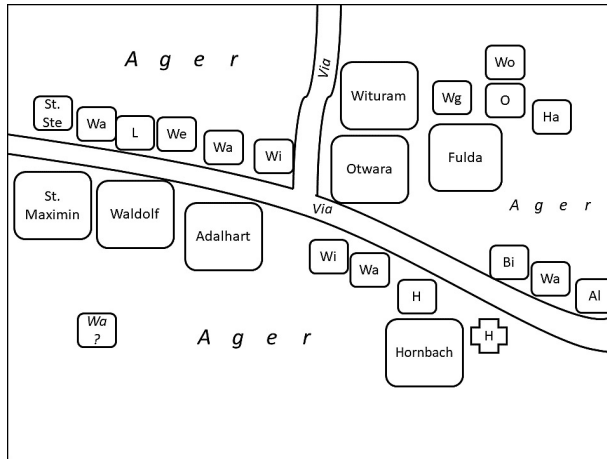 Ager
Via
Wo
Wituram
Wg
O
Ha
St.
Ste
Wa
L
We
Wa
Wi
Otwara
Fulda
St.
Maximin
Waldolf
Adalhart
Via
Ager
Wi
Wa
Bi
Wa
Al
H
Wa
?
Ager
Hornbach
H